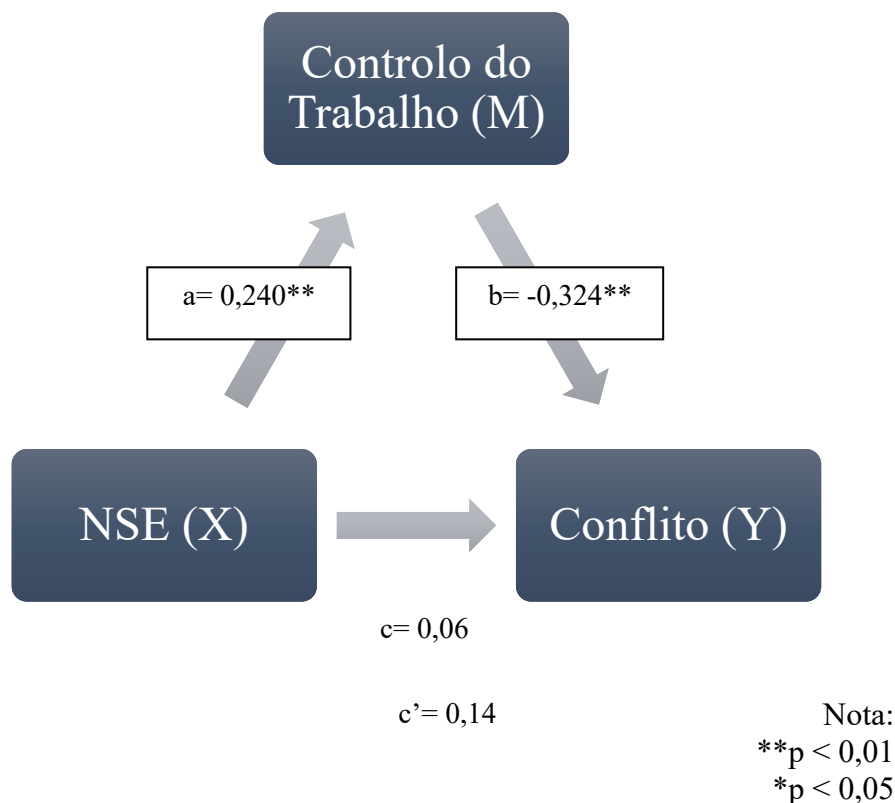 Controlo do
Trabalho (M)
a= 0,240**
b= -0,324**
NSE (X)
Conflito (Y)
c= 0,06
c’= 0,14
Nota:
**p < 0,01
*p < 0,05